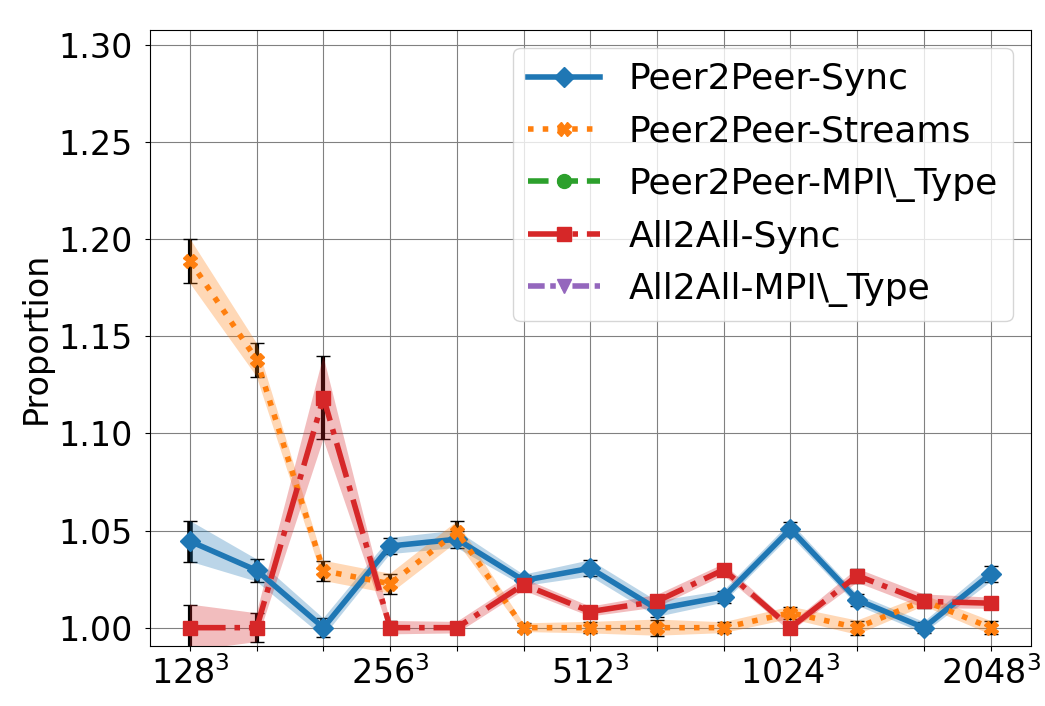 1.30
1.25
1.20
1.15
1.10
1.05
1.00
Proportion
Peer2Peer-Sync
Peer2Peer-Streams
Peer2Peer-MPI\_Type
All2All-Sync
All2All-MPI\_Type
128³ 256³ 512³ 1024³ 2048³